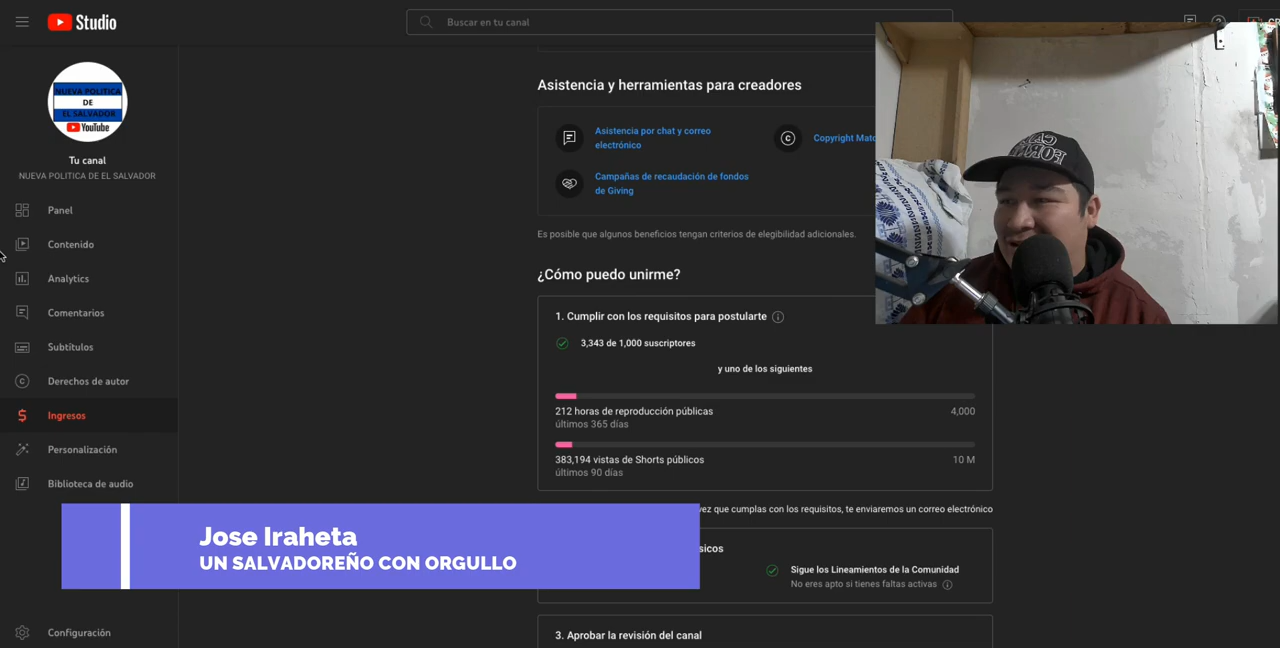 Studio
Buscar en tu canal
NUEVA POLITICA
DE
EL SALVADOR
YouTube
Tu canal
NUEVA POLITICA DE EL SALVADOR
Panel
Contenido
Analytics
Comentarios
Subtítulos
Derechos de autor
Ingresos
Personalización
Biblioteca de audio
Configuración
Asistencia y herramientas para creadores
Asistencia por chat y correo
electrónico
Copyright
Campañas de recaudación de fondos
de Giving
Es posible que algunos beneficios tengan criterios de elegibilidad adicionales.
¿Cómo puedo unirme?
1. Cumplir con los requisitos para postularte
3,343 de 1,000 suscriptores
y uno de los siguientes
212 horas de reproducción públicas
4,000
últimos 365 días
383,194 vistas de Shorts públicos
10 M
últimos 90 días
que cumplas con los requisitos, te enviaremos un correo electrónico
Sigue los Lineamientos de la Comunidad
No eres apto si tienes faltas activas
3. Aprobar la revisión del canal
Jose Iraheta
UN SALVADOREÑO CON ORGULLO